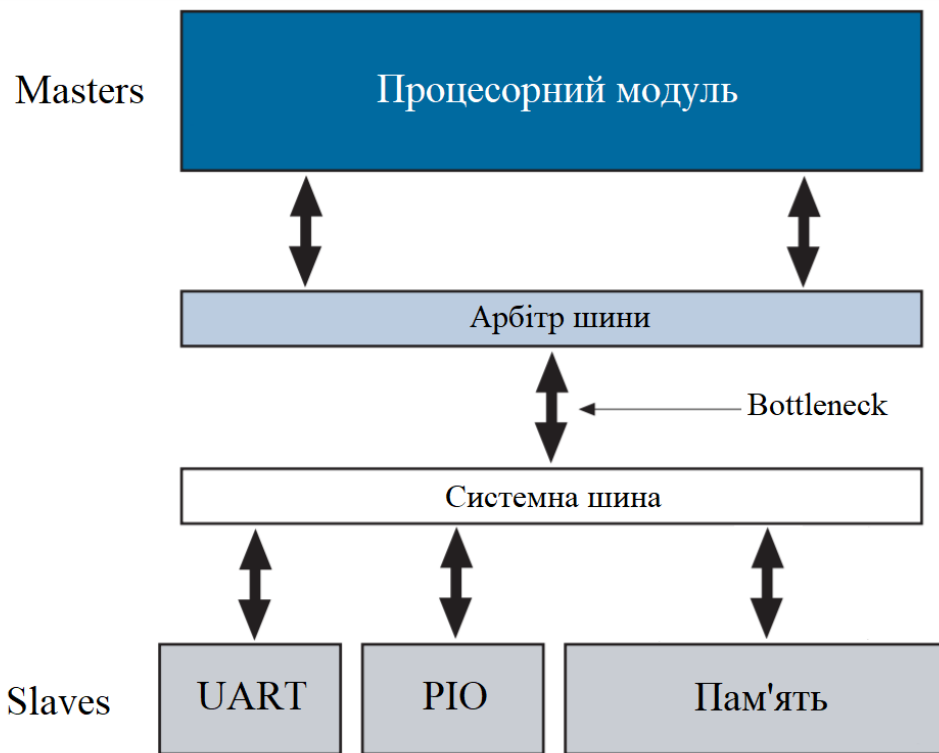 Masters
Процесорний модуль
Арбітр шини
Bottleneck
Системна шина
Slaves
UART
PIO
Пам'ять